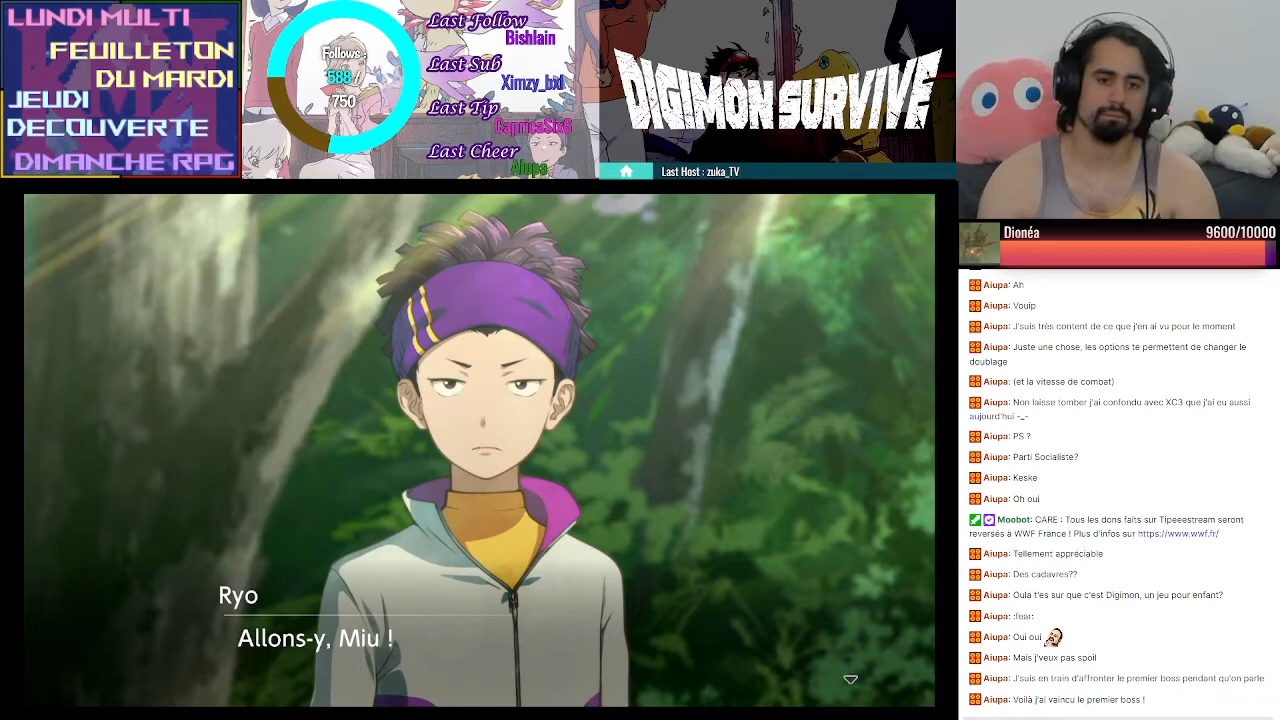 LUNDI MULTI
FEUILLETON
DU MARDI
JEUDI
DECOUVERTE
DIMANCHE RPG
Follows :
588 /
750
Last Follow
Bishlain
Last Sub
Ximzy_bxl
Last Tip
CapricaSix6
Last Cheer
Aiupa
DIGIMON SURVIVE
Last Host : zuka_TV
Dionéa 9600/10000
Ryo
Allons-y, Miu !
Aiupa: Ah
Aiupa: Vouip
Aiupa: J'suis très content de ce que j'en ai vu pour le moment
Aiupa: Juste une chose, les options te permettent de changer le
doublage
Aiupa: (et la vitesse de combat)
Aiupa: Non laisse tomber j'ai confondu avec XC3 que j'ai eu aussi
aujourd'hui -_-
Aiupa: PS ?
Aiupa: Parti Socialiste?
Aiupa: Keske
Aiupa: Oh oui
Moobot: CARE : Tous les dons faits sur Tipeeestream seront
reversés à WWF France ! Plus d'infos sur https://www.wwf.fr/
Aiupa: Tellement appréciable
Aiupa: Des cadavres??
Aiupa: Oula t'es sur que c'est Digimon, un jeu pour enfant?
Aiupa: :fear:
Aiupa: Oui oui
Aiupa: Mais j'veux pas spoil
Aiupa: J'suis en train d'affronter le premier boss pendant qu'on parle
Aiupa: Voilà j'ai vaincu le premier boss !